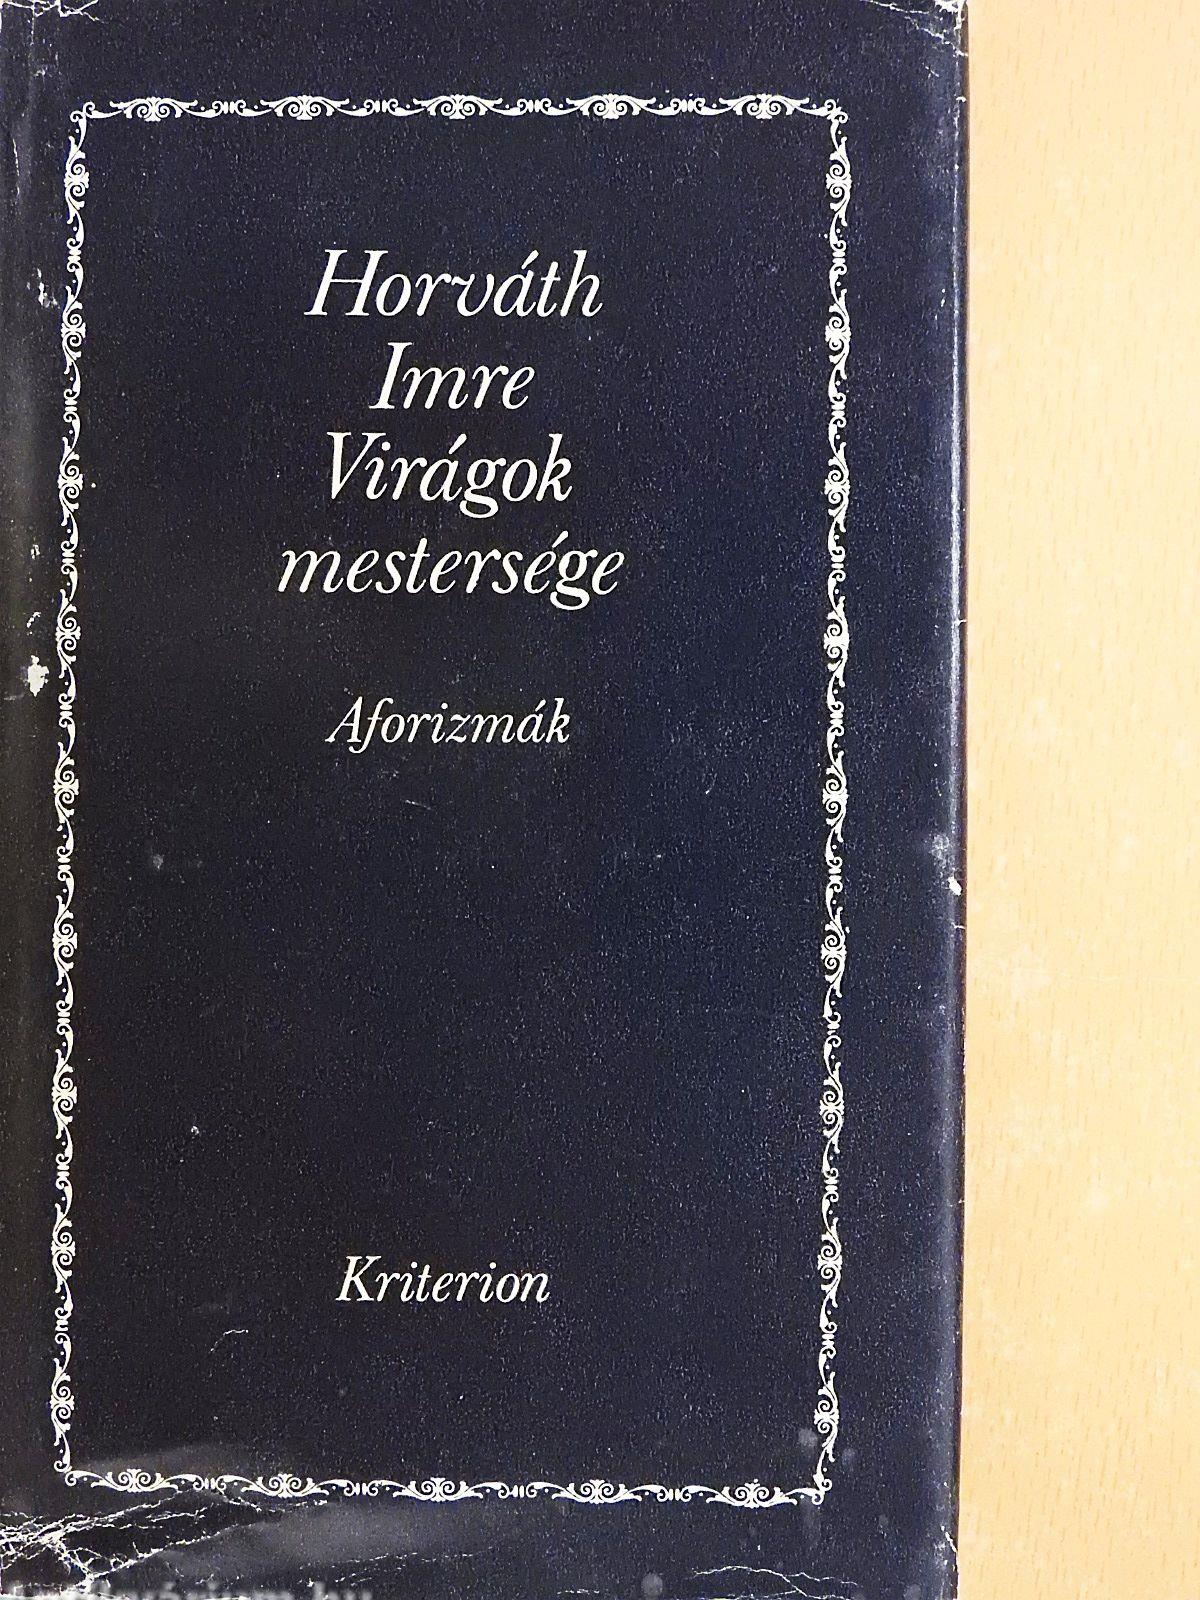 Horváth
Imre
Virágok
mestersége
Aforizmák
Kriterion